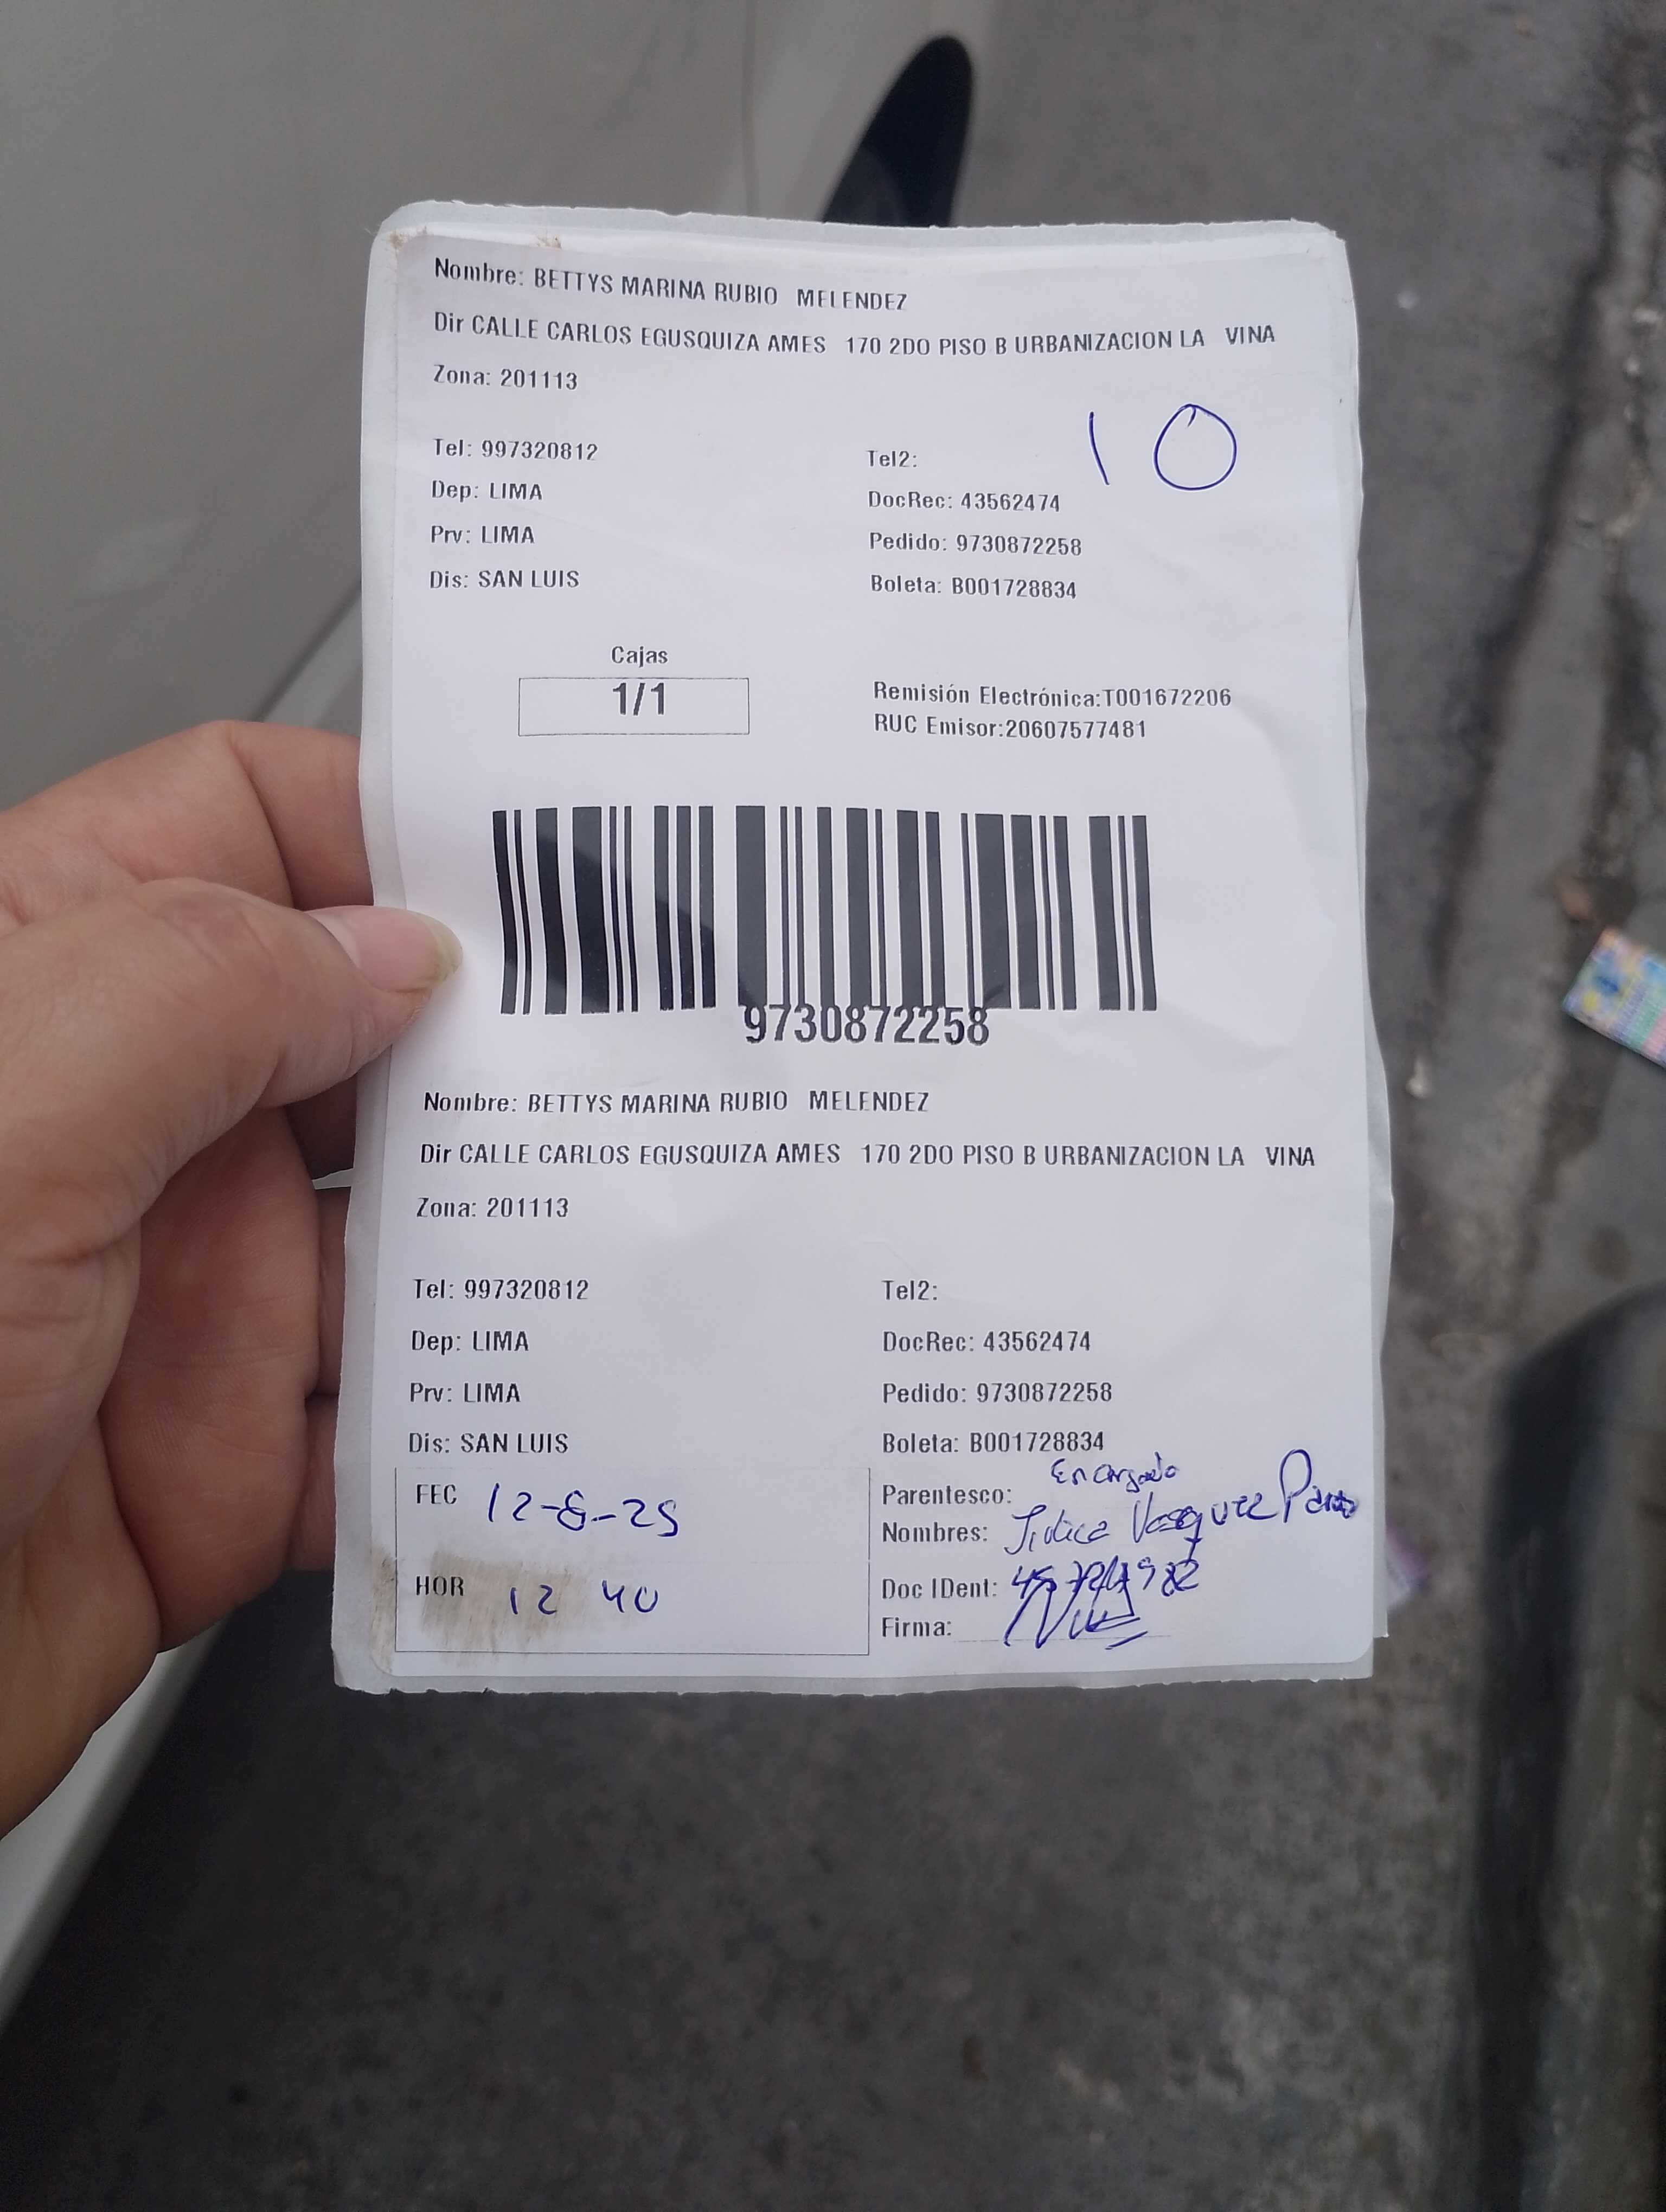 Nombre: BETTYS MARINA RUBIO MELENDEZ
Dir CALLE CARLOS EGUSQUIZA AMES 170 2DO PISO B URBANIZACION LA VINA
Zona: 201113
10
Tel: 997320812
Tel2:
Dep: LIMA
DocRec: 43562474
Prv: LIMA
Pedido: 9730872258
Dis: SAN LUIS
Boleta: B001728834
Cajas
1/1
Remisión Electrónica:T001672206
RUC Emisor:20607577481
9730872258
Nombre: BETTYS MARINA RUBIO MELENDEZ
Dir CALLE CARLOS EGUSQUIZA AMES 170 2DO PISO B URBANIZACION LA VINA
Zona: 201113
Tel: 997320812
Tel2:
Dep: LIMA
DocRec: 43562474
Prv: LIMA
Pedido: 9730872258
Dis: SAN LUIS
Boleta: B001728834
FEC 12-8-25
Parentesco: Encargado
Nombres: Vasquez
HOR 12 40
Doc IDent:
Firma: